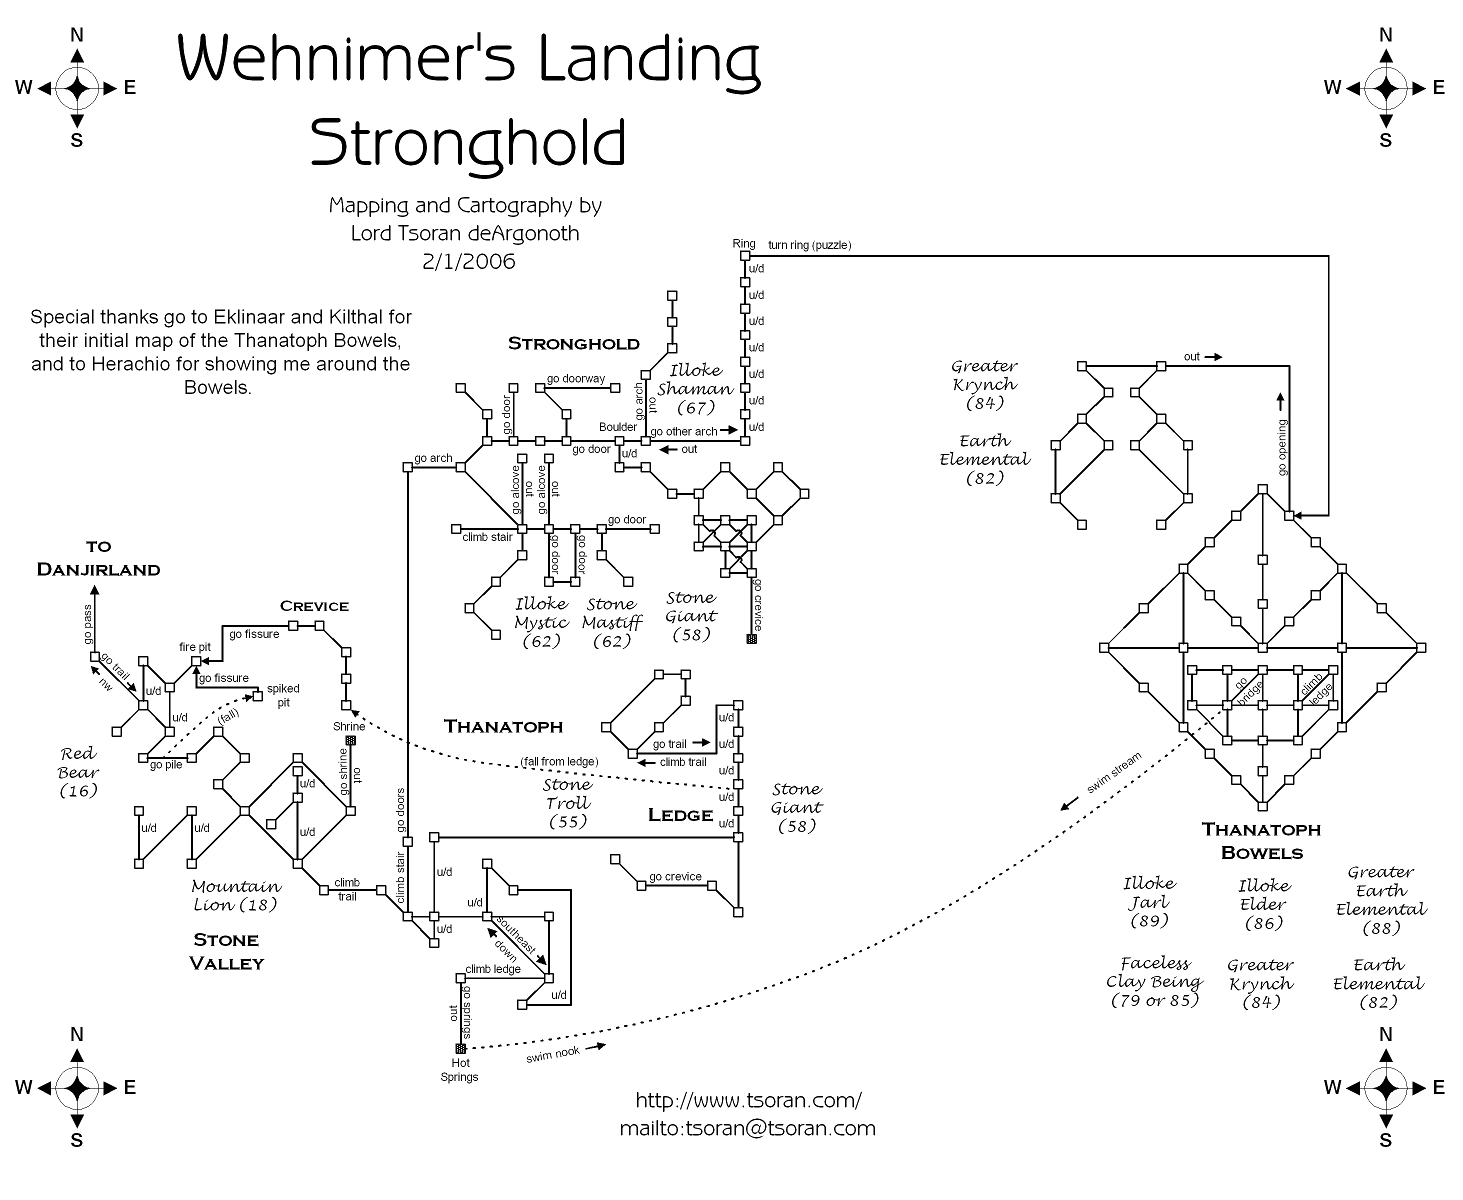 N
W E
S
N
W E
S
Wehnimer's Landing
Stronghold
Mapping and Cartography by
Lord Tsoran deArgonoth
2/1/2006
Special thanks go to Eklinaar and Kilthal for
their initial map of the Thanatoph Bowels,
and to Herachio for showing me around the
Bowels.
Ring
turn ring (puzzle)
u/d
u/d
u/d
u/d
u/d
u/d
u/d
STRONGHOLD
Illoke
Shaman
(67)
go doorway
go door
go arch
out
Boulder
go other arch
out
go door
u/d
go arch
go alcove
out
go alcove
out
climb stair
go door
go door
go door
Illoke
Mystic
(62)
Stone
Mastiff
(62)
Stone
Giant
(58)
go crevice
Greater
Krynch
(84)
Earth
Elemental
(82)
out
go opening
TO
DANJIRLAND
go pass
go trail
nw
CREVICE
go fissure
fire pit
go fissure
spiked
pit
u/d
u/d
(fall)
go pile
Red
Bear
(16)
Shrine
go shrine
out
u/d
u/d
u/d
u/d
Mountain
Lion (18)
climb
trail
STONE
VALLEY
THANATOPH
go trail
climb trail
(fall from ledge)
Stone
Troll
(55)
u/d
u/d
u/d
u/d
u/d
LEDGE
Stone
Giant
(58)
go doors
climb stair
u/d
u/d
u/d
go crevice
southeast
down
climb ledge
u/d
go springs
out
Hot
Springs
swim nook
swim stream
go
bridge
climb
ledge
THANATOPH
BOWELS
Illoke
Jarl
(89)
Illoke
Elder
(86)
Greater
Earth
Elemental
(88)
Faceless
Clay Being
(79 or 85)
Greater
Krynch
(84)
Earth
Elemental
(82)
N
W E
S
N
W E
S
http://www.tsoran.com/
mailto:tsoran@tsoran.com